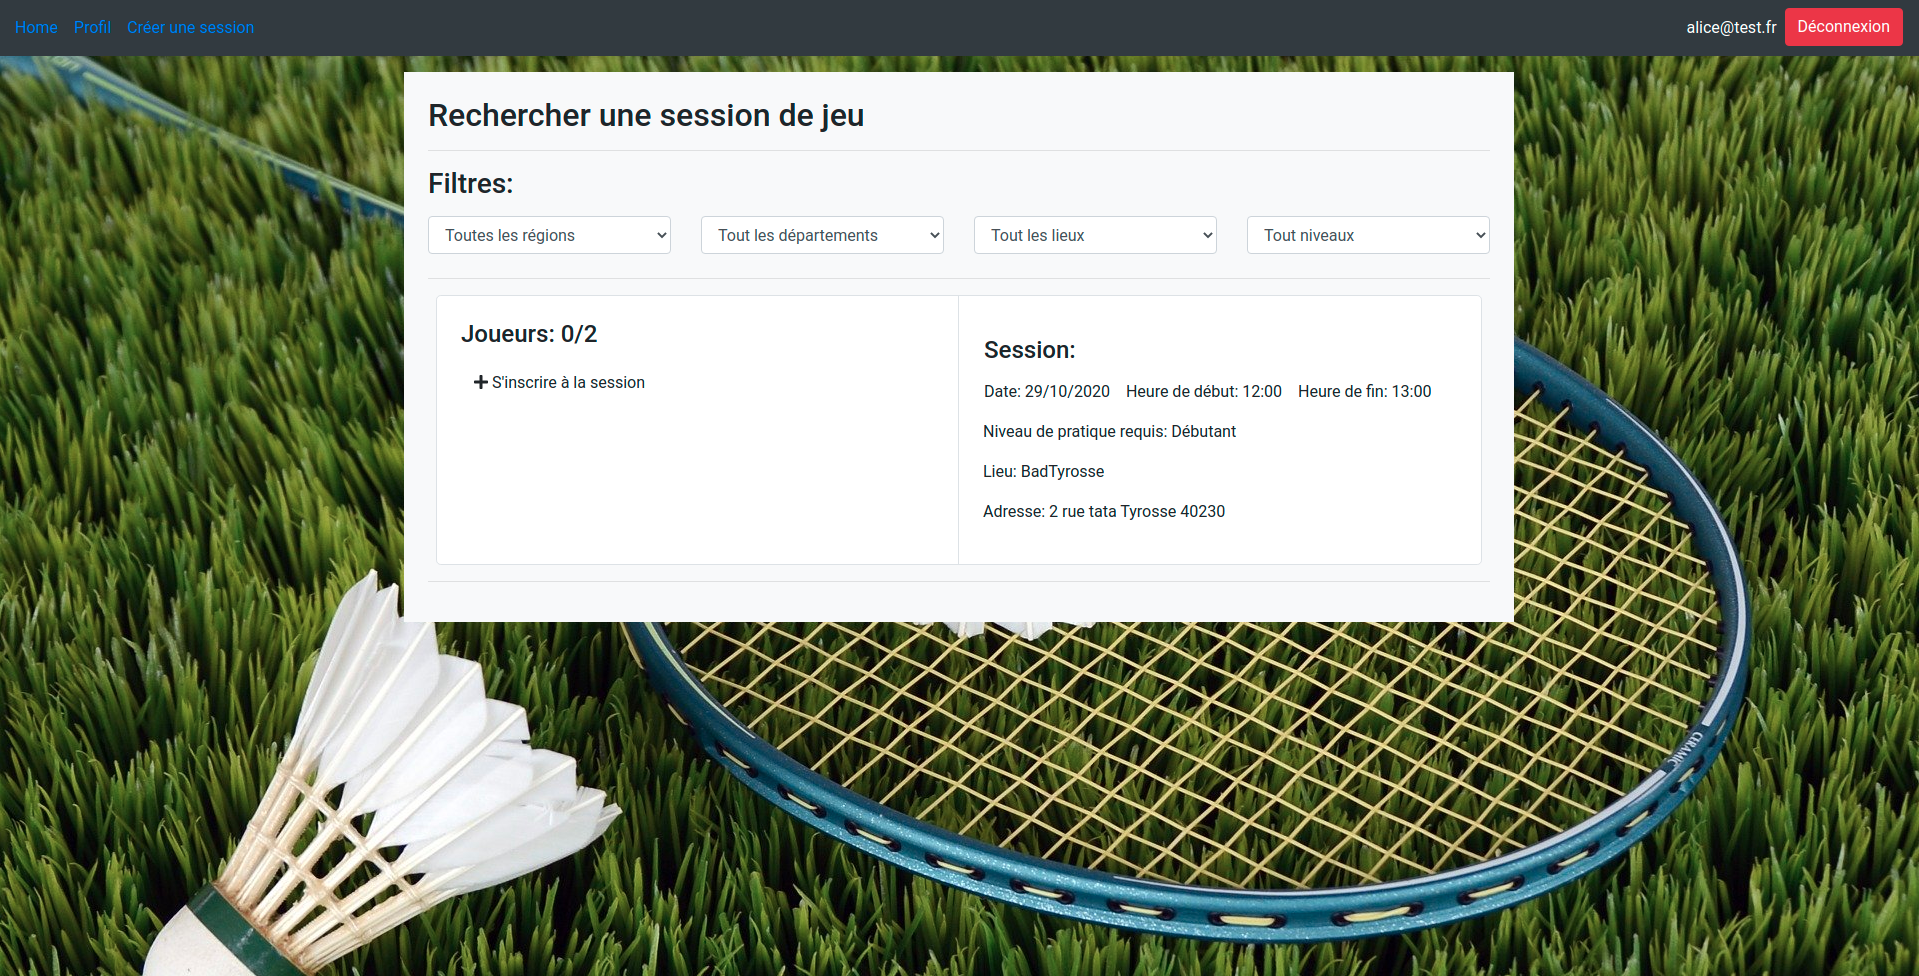 Home Profil Créer une session alice@test.fr Déconnexion
Rechercher une session de jeu
Filtres:
Toutes les régions Tout les départements Tout les lieux Tout niveaux
Joueurs: 0/2
S'inscrire à la session
Session:
Date: 29/10/2020 Heure de début: 12:00 Heure de fin: 13:00
Niveau de pratique requis: Débutant
Lieu: BadTyrosse
Adresse: 2 rue tata Tyrosse 40230
CERAMIC